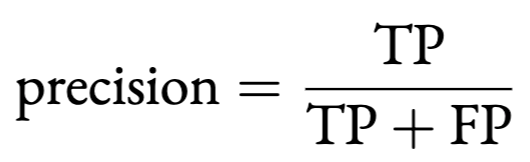 precision = TP / TP + FP